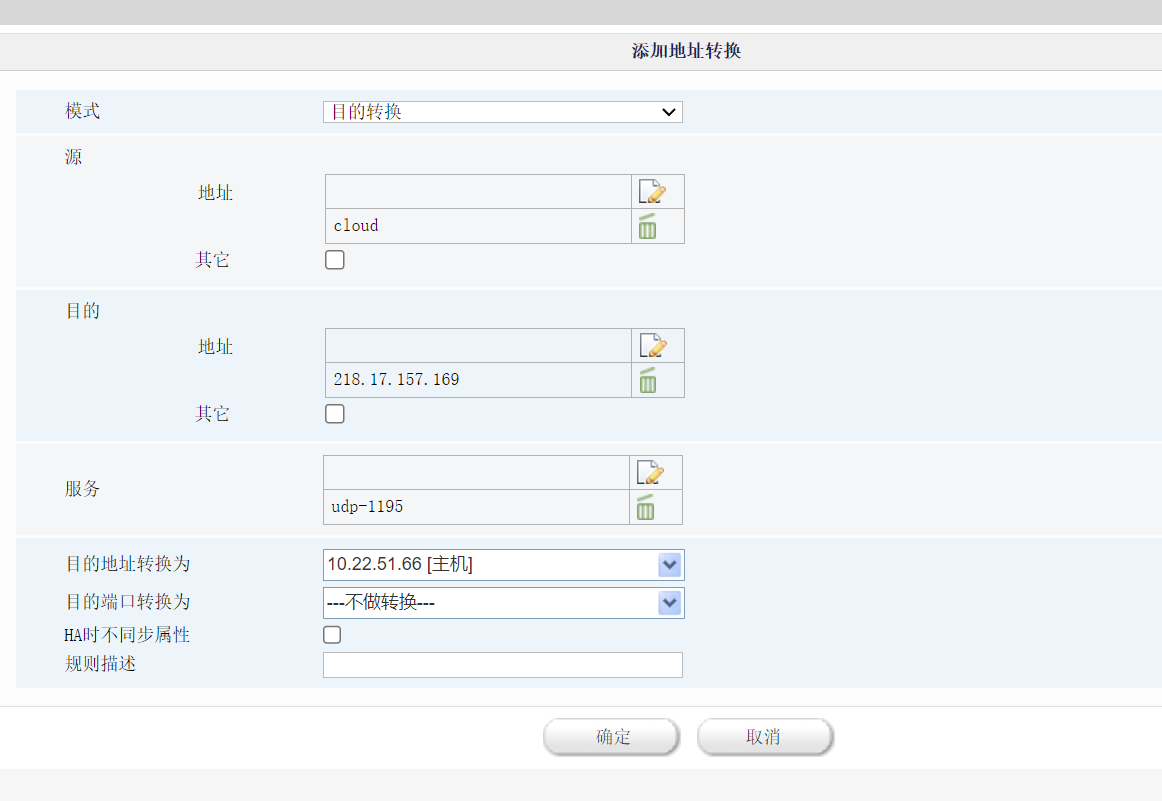 添加地址转换
模式 目的转换
源
地址
cloud
其它
目的
地址
218.17.157.169
其它
服务
udp-1195
目的地址转换为 10.22.51.66 [主机]
目的端口转换为 ---不做转换---
HA时不同步属性
规则描述
确定 取消